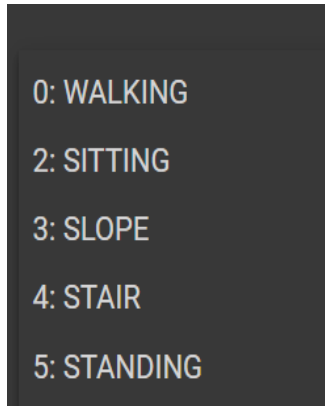 0: WALKING
2: SITTING
3: SLOPE
4: STAIR
5: STANDING